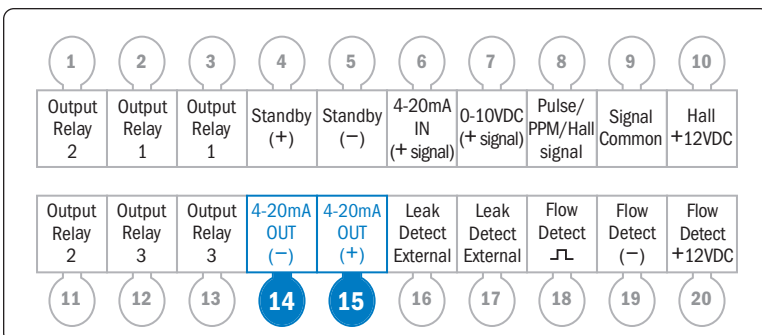 1 2 3 4 5 6 7 8 9 10
Output Output Output Standby Standby 4-20mA 0-10VDC Pulse/ Signal Hall
Relay Relay Relay (+) (−) IN (+ signal) PPM/Hall Common +12VDC
2 1 1 (+ signal) signal
Output Output Output 4-20mA 4-20mA Leak Leak Flow Flow Flow
Relay Relay Relay OUT OUT Detect Detect Detect Detect Detect
2 3 3 (−) (+) External External (−) +12VDC
11 12 13 14 15 16 17 18 19 20